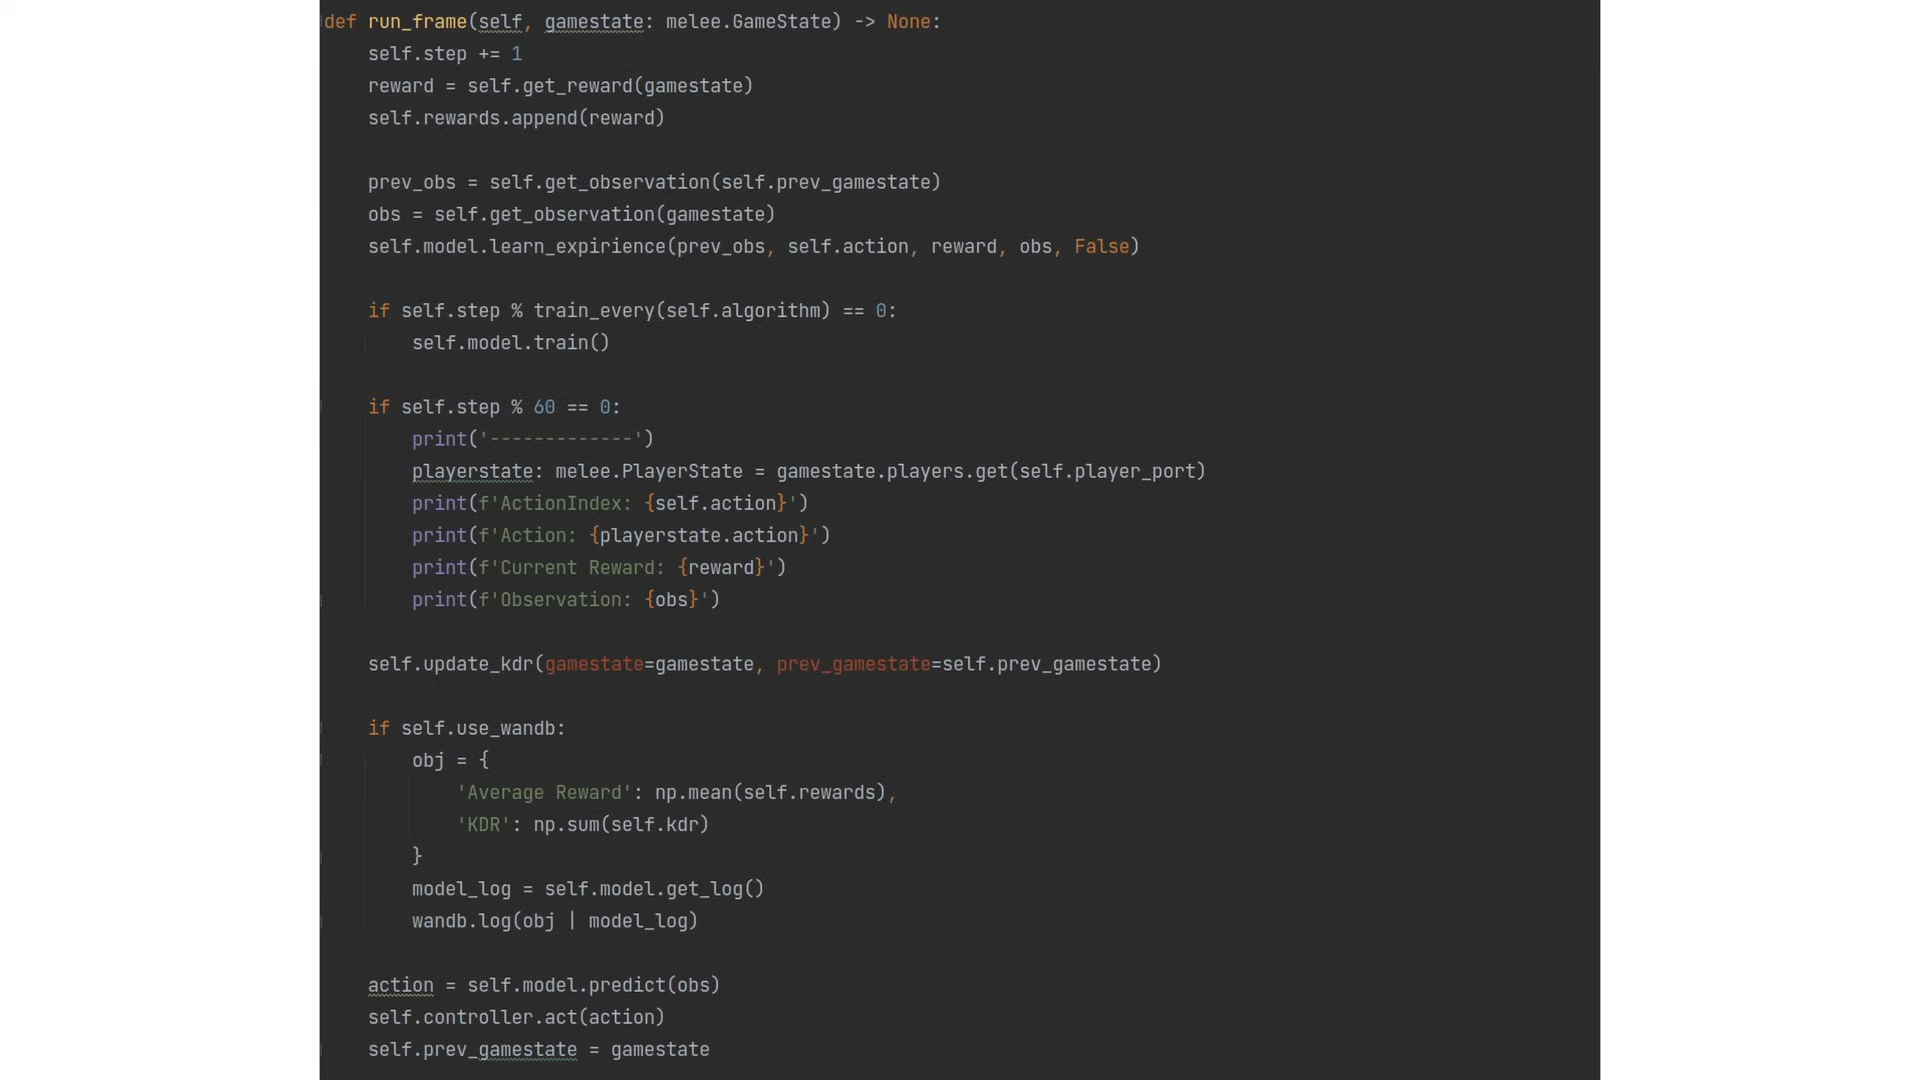 def run_frame(self, gamestate: melee.GameState) -> None:
self.step += 1
reward = self.get_reward(gamestate)
self.rewards.append(reward)
prev_obs = self.get_observation(self.prev_gamestate)
obs = self.get_observation(gamestate)
self.model.learn_expirience(prev_obs, self.action, reward, obs, False)
if self.step % train_every(self.algorithm) == 0:
self.model.train()
if self.step % 60 == 0:
print('-------------')
playerstate: melee.PlayerState = gamestate.players.get(self.player_port)
print(f'ActionIndex: {self.action}')
print(f'Action: {playerstate.action}')
print(f'Current Reward: {reward}')
print(f'Observation: {obs}')
self.update_kdr(gamestate=gamestate, prev_gamestate=self.prev_gamestate)
if self.use_wandb:
obj = {
'Average Reward': np.mean(self.rewards),
'KDR': np.sum(self.kdr)
}
model_log = self.model.get_log()
wandb.log(obj | model_log)
action = self.model.predict(obs)
self.controller.act(action)
self.prev_gamestate = gamestate